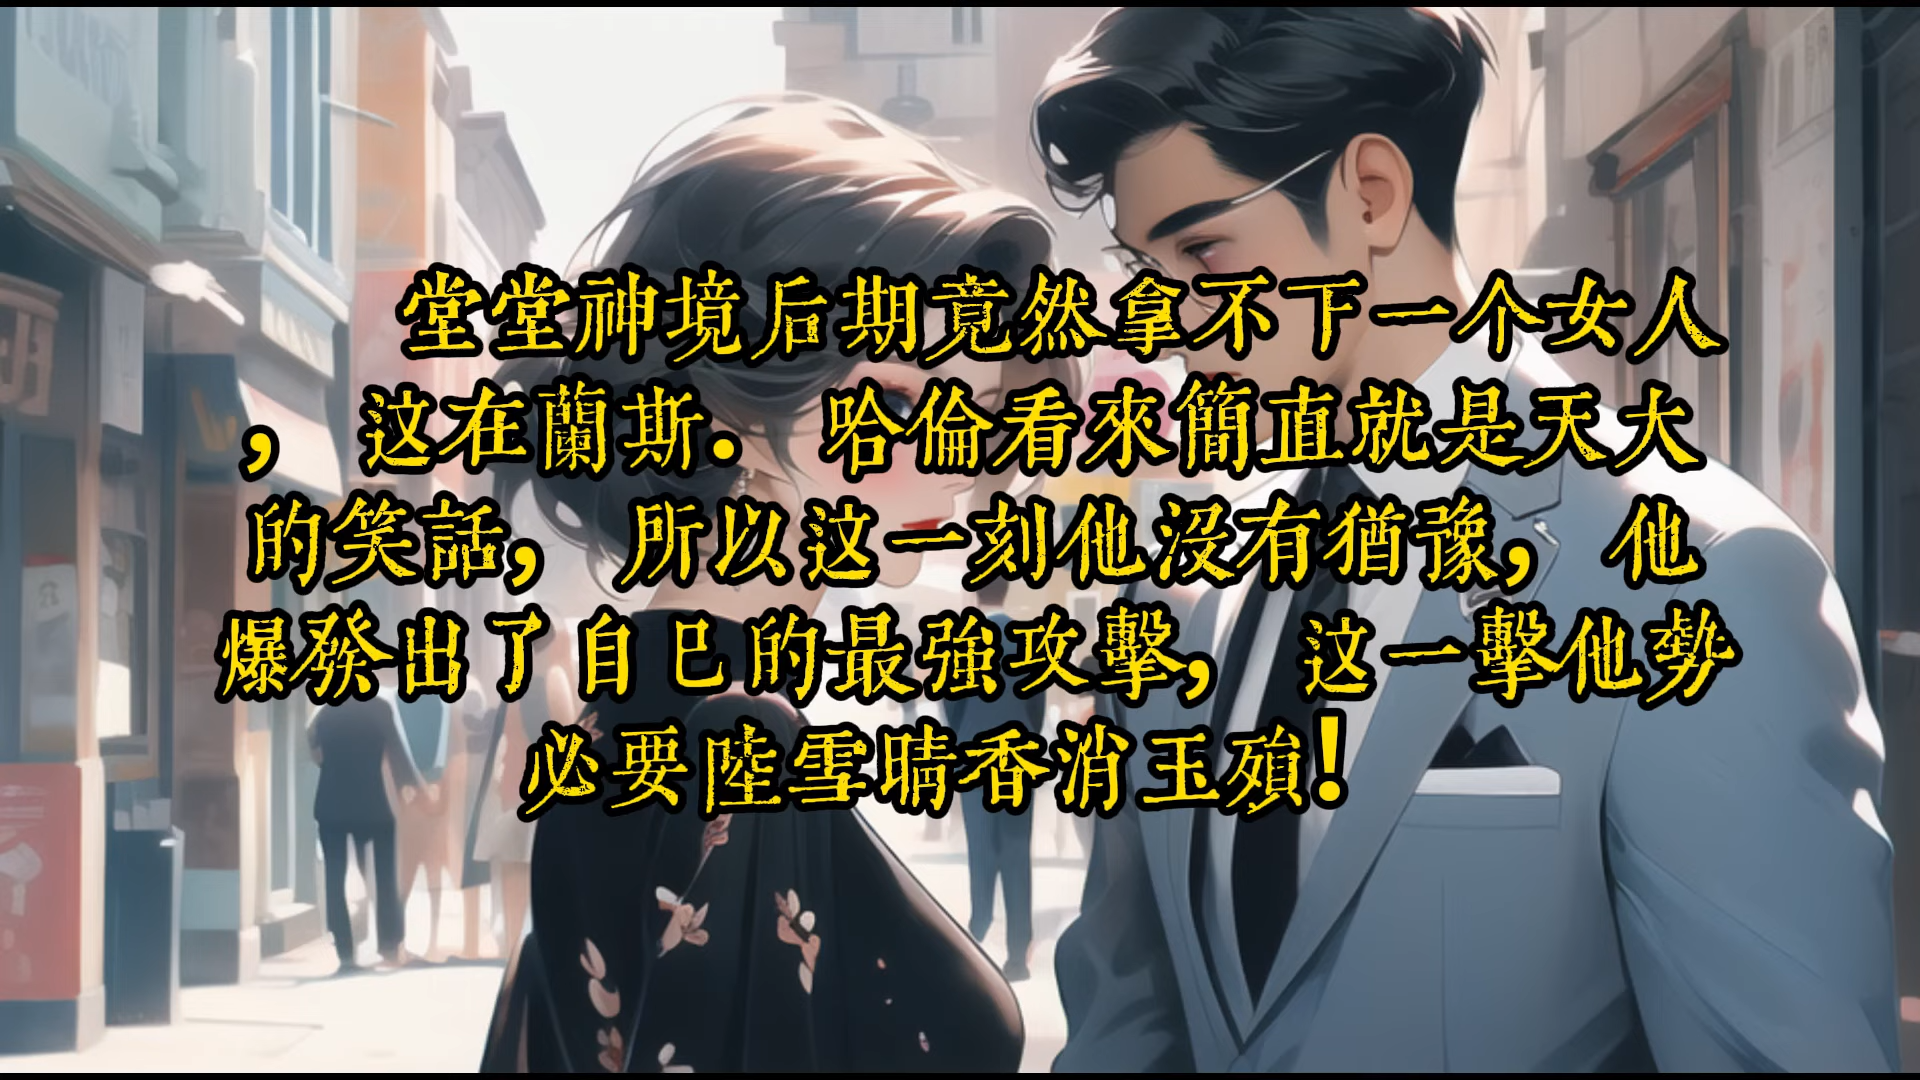 堂堂神境后期竟然拿不下一个女人
，这在蘭斯．哈倫看來簡直就是天大
的笑話，所以这一刻他沒有猶豫，他
爆發出了自已的最強攻擊，这一擊他勢
必要陸雪晴香消玉殞！